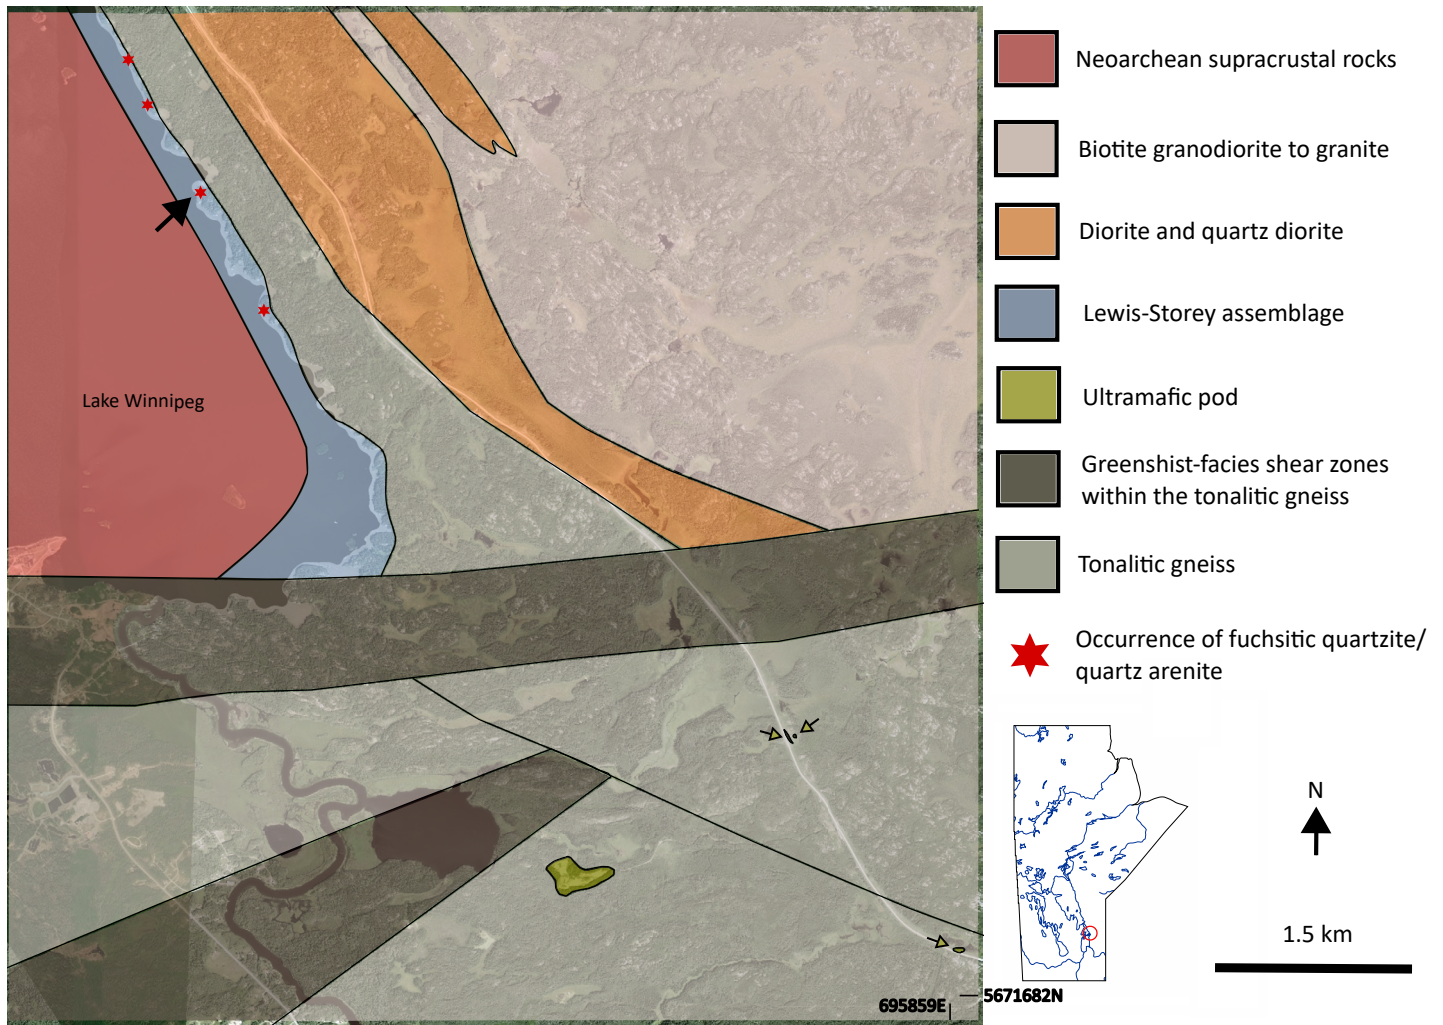 Neoarchean supracrustal rocks
Biotite granodiorite to granite
Diorite and quartz diorite
Lewis-Storey assemblage
Ultramafic pod
Greenshist-facies shear zones
within the tonalitic gneiss
Tonalitic gneiss
Occurrence of fuchsitic quartzite/
quartz arenite
Lake Winnipeg
N
1.5 km
695859E
5671682N